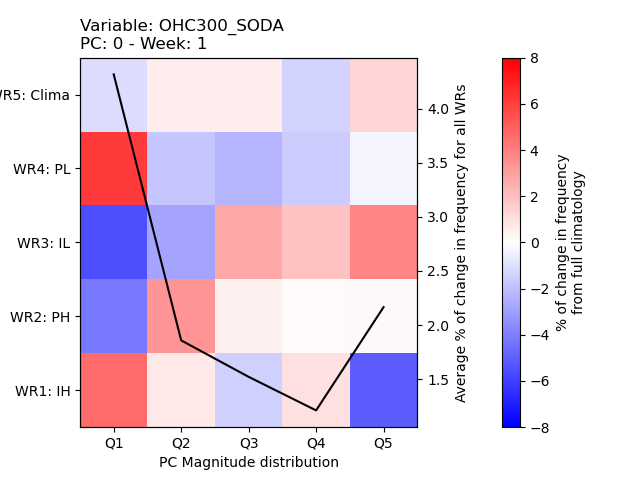 Variable: OHC300_SODA
PC: 0 - Week: 1
WR5: Clima
WR4: PL
WR3: IL
WR2: PH
WR1: IH
Q1 Q2 Q3 Q4 Q5
PC Magnitude distribution
4.0
3.5
3.0
2.5
2.0
1.5
Average % of change in frequency for all WRs
8
6
4
2
0
−2
−4
−6
−8
% of change in frequency
from full climatology